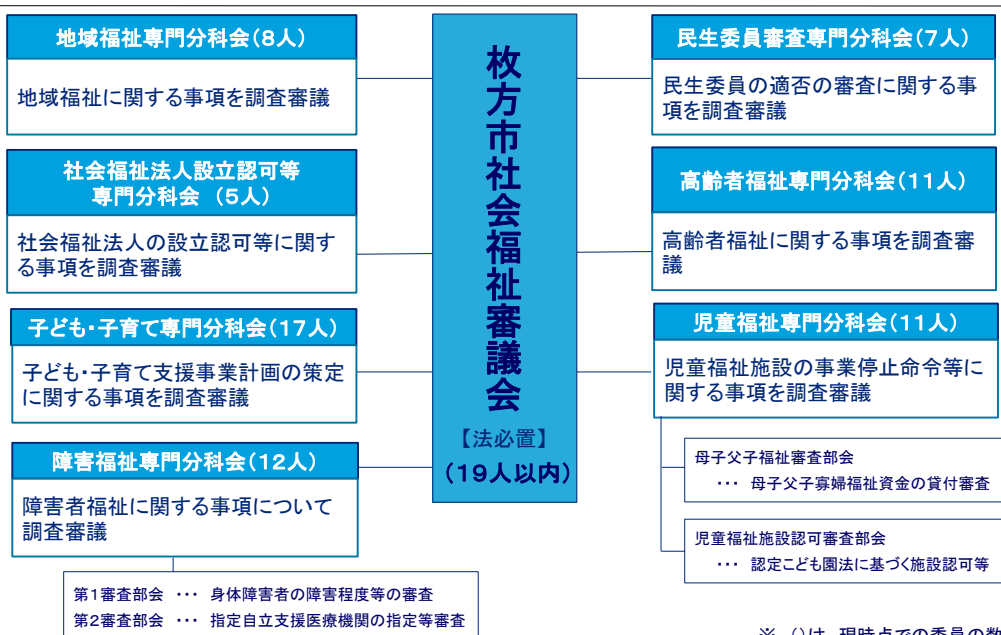 地域福祉専門分科会(8人)
地域福祉に関する事項を調査審議
社会福祉法人設立認可等
専門分科会 (5人)
社会福祉法人の設立認可等に関す
る事項を調査審議
子ども・子育て専門分科会(17人)
子ども・子育て支援事業計画の策定
に関する事項を調査審議
障害福祉専門分科会(12人)
障害者福祉に関する事項について
調査審議
第1審査部会 ・・・ 身体障害者の障害程度等の審査
第2審査部会 ・・・ 指定自立支援医療機関の指定等審査
枚方市社会福祉審議会
【法必置】
(19人以内)
民生委員審査専門分科会(7人)
民生委員の適否の審査に関する事
項を調査審議
高齢者福祉専門分科会(11人)
高齢者福祉に関する事項を調査審
議
児童福祉専門分科会(11人)
児童福祉施設の事業停止命令等に
関する事項を調査審議
母子父子福祉審査部会
・・・ 母子父子寡婦福祉資金の貸付審査
児童福祉施設認可審査部会
・・・ 認定こども園法に基づく施設認可等
※ ()は、現時点での委員の数